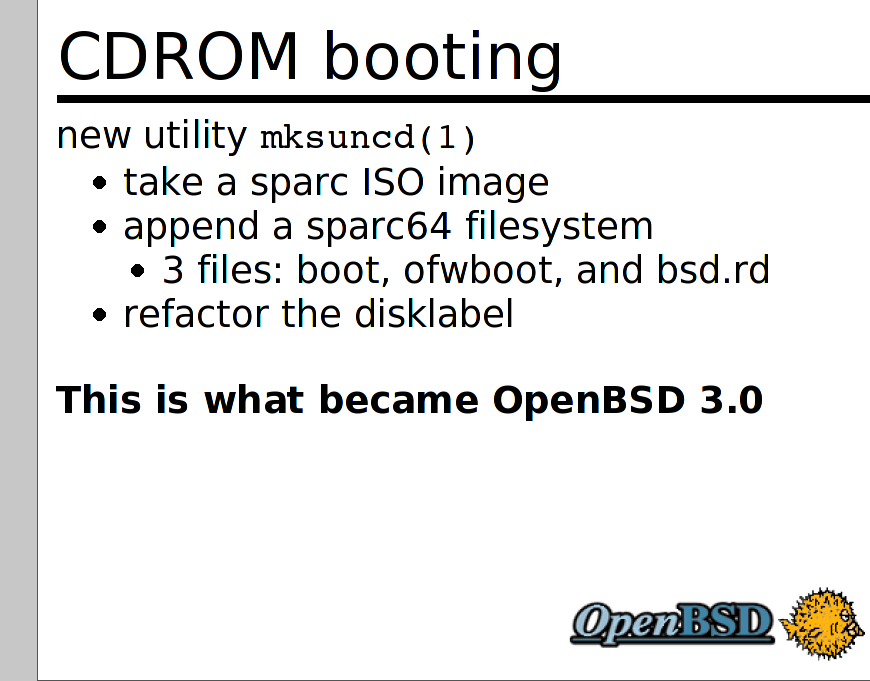 CDROM booting
new utility mksuncd(1)
• take a sparc ISO image
• append a sparc64 filesystem
• 3 files: boot, ofwboot, and bsd.rd
• refactor the disklabel
This is what became OpenBSD 3.0
OpenBSD